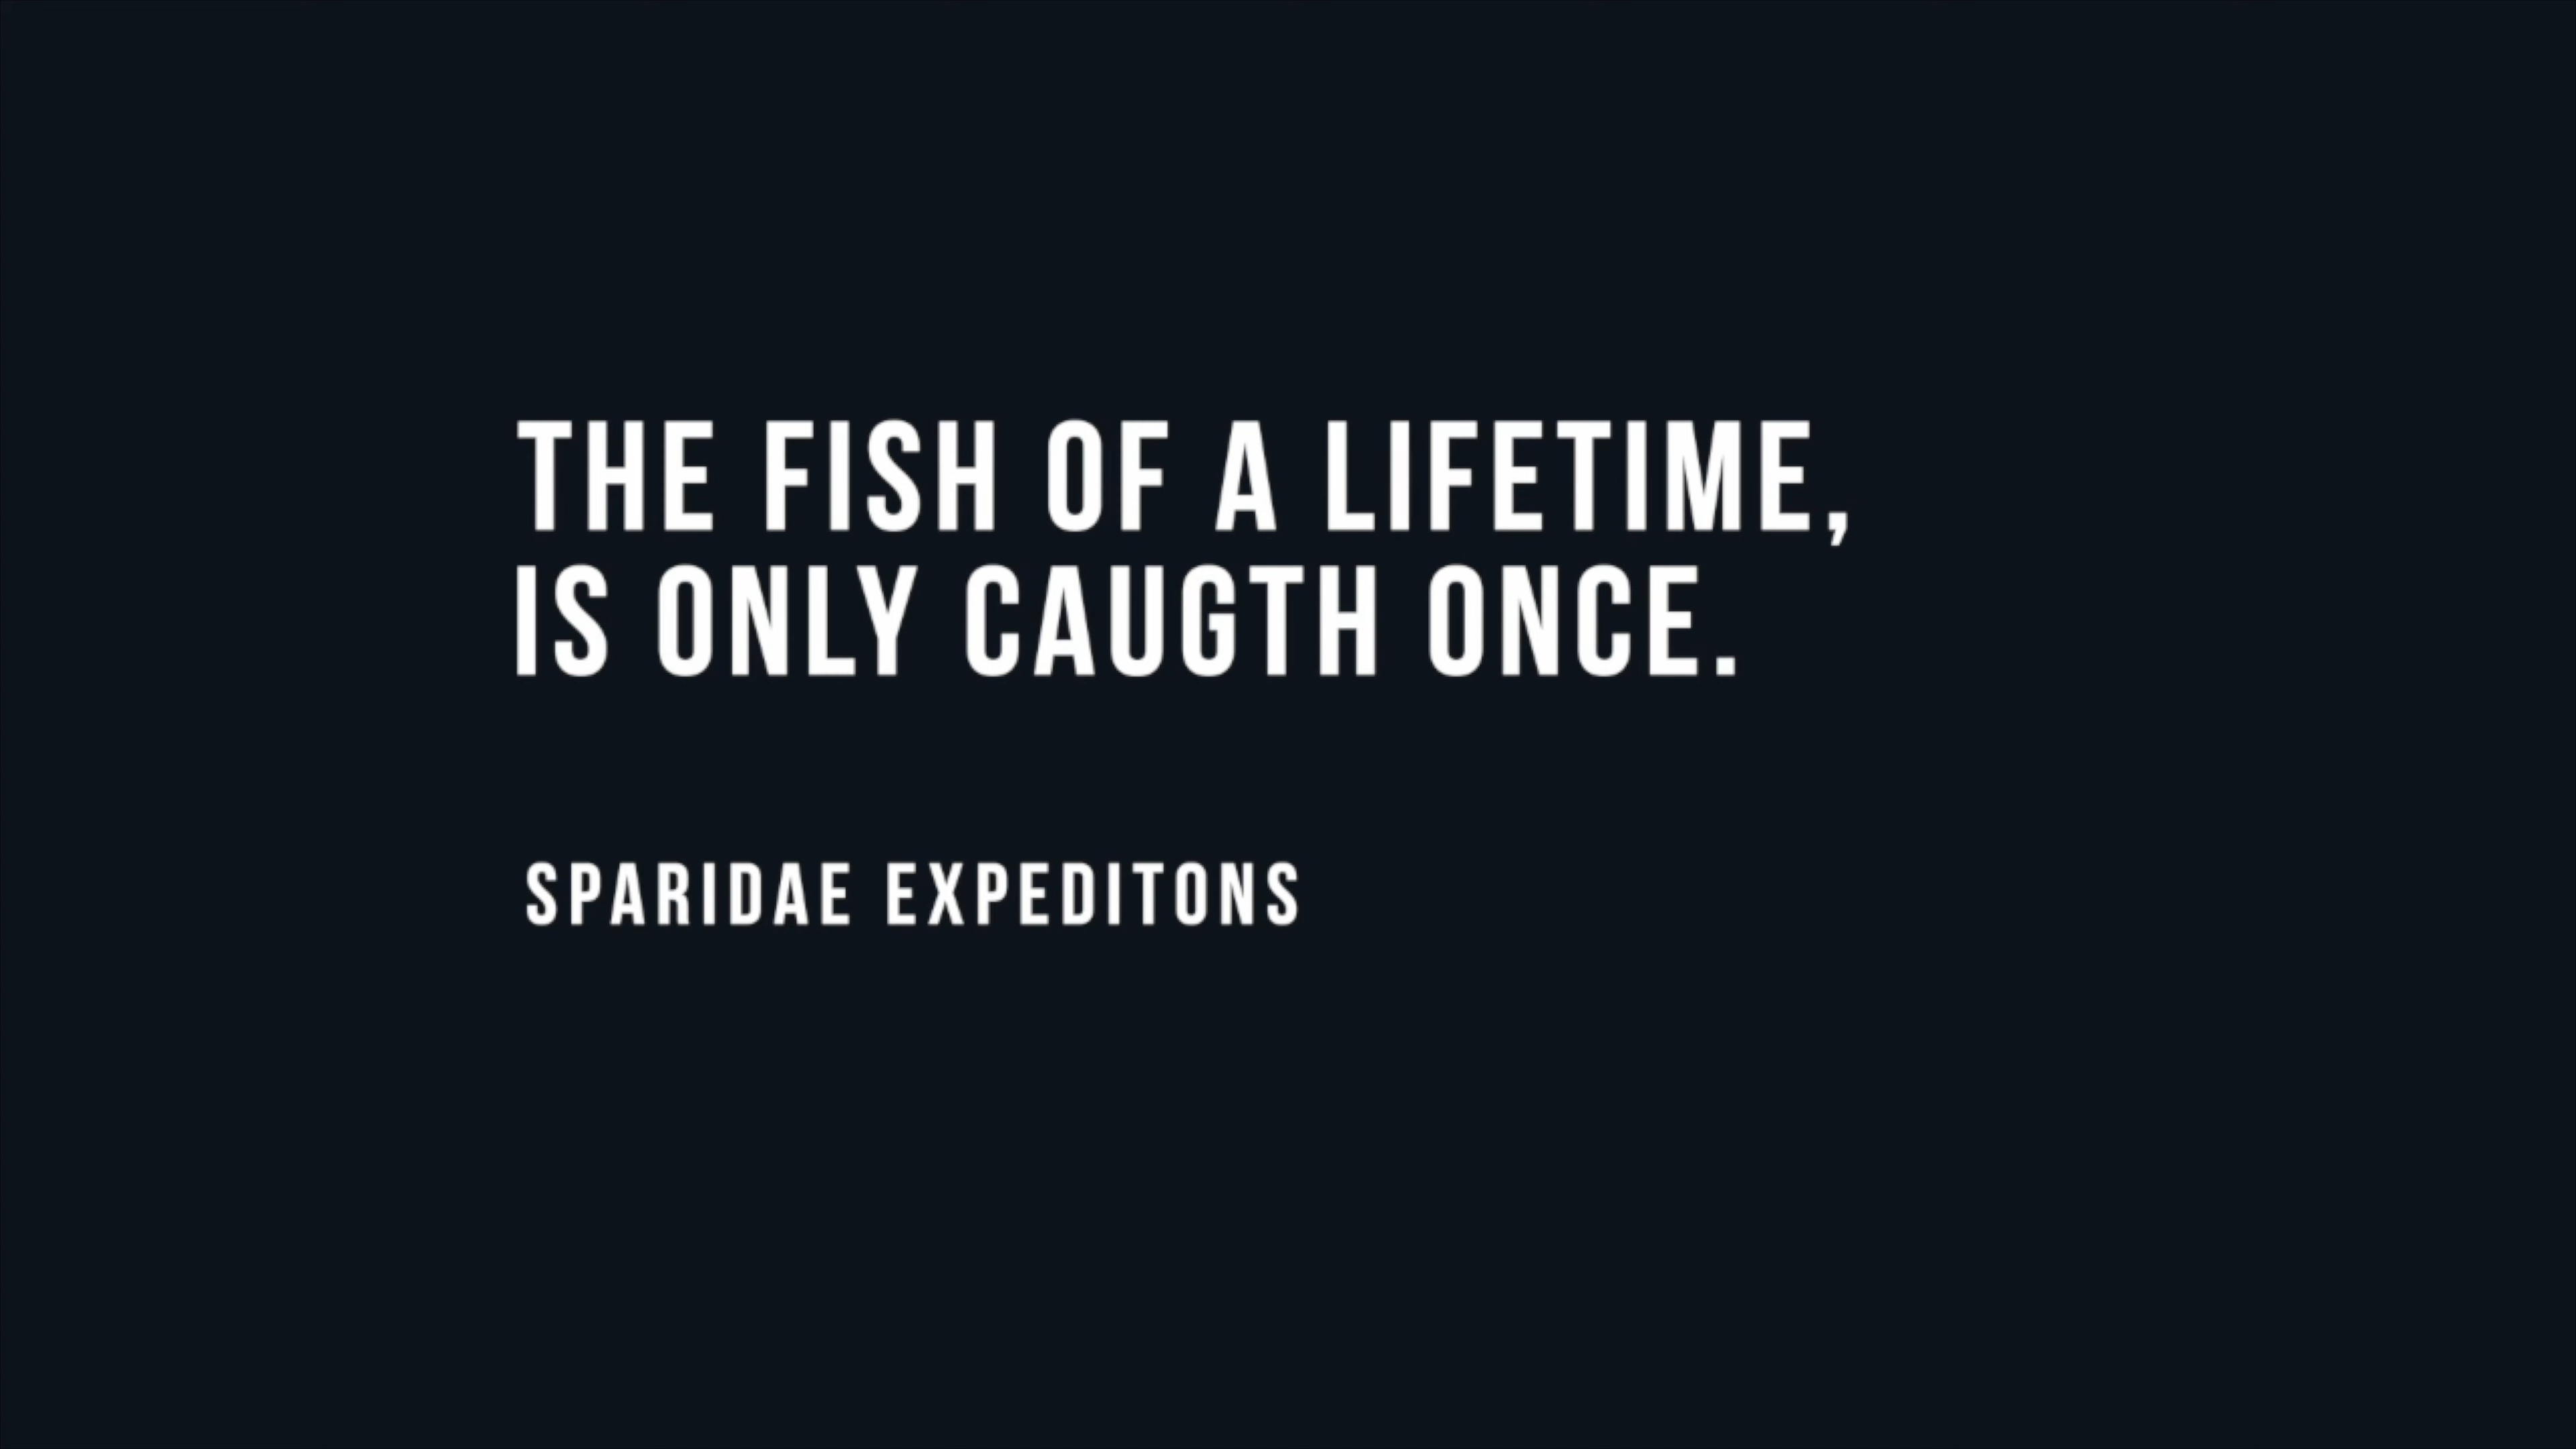 THE FISH OF A LIFETIME,
IS ONLY CAUGTH ONCE.
SPARIDAE EXPEDITONS